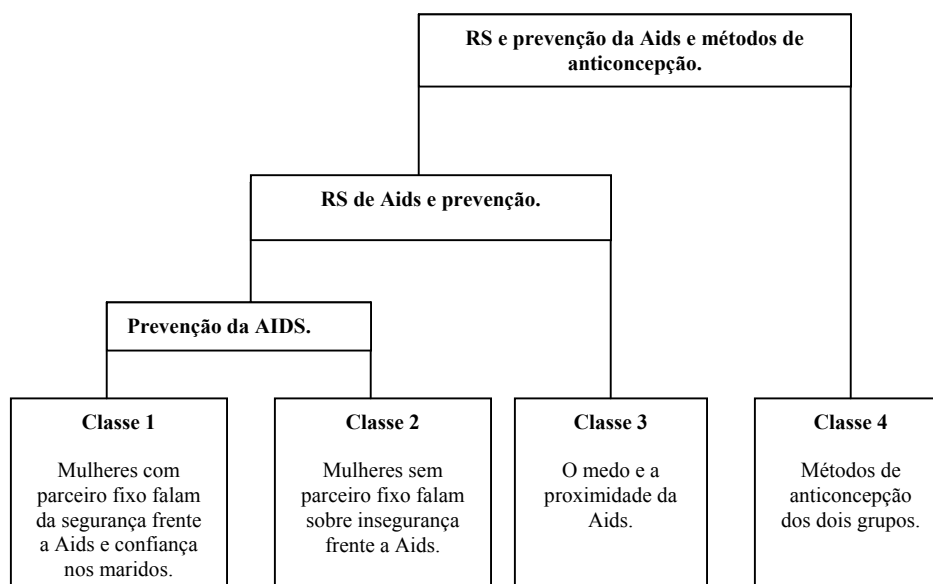 RS e prevenção da Aids e métodos de
anticoncepção.
RS de Aids e prevenção.
Prevenção da AIDS.
Classe 1
Mulheres com
parceiro fixo falam
da segurança frente
a Aids e confiança
nos maridos.
Classe 2
Mulheres sem
parceiro fixo falam
sobre insegurança
frente a Aids.
Classe 3
O medo e a
proximidade da
Aids.
Classe 4
Métodos de
anticoncepção
dos dois grupos.